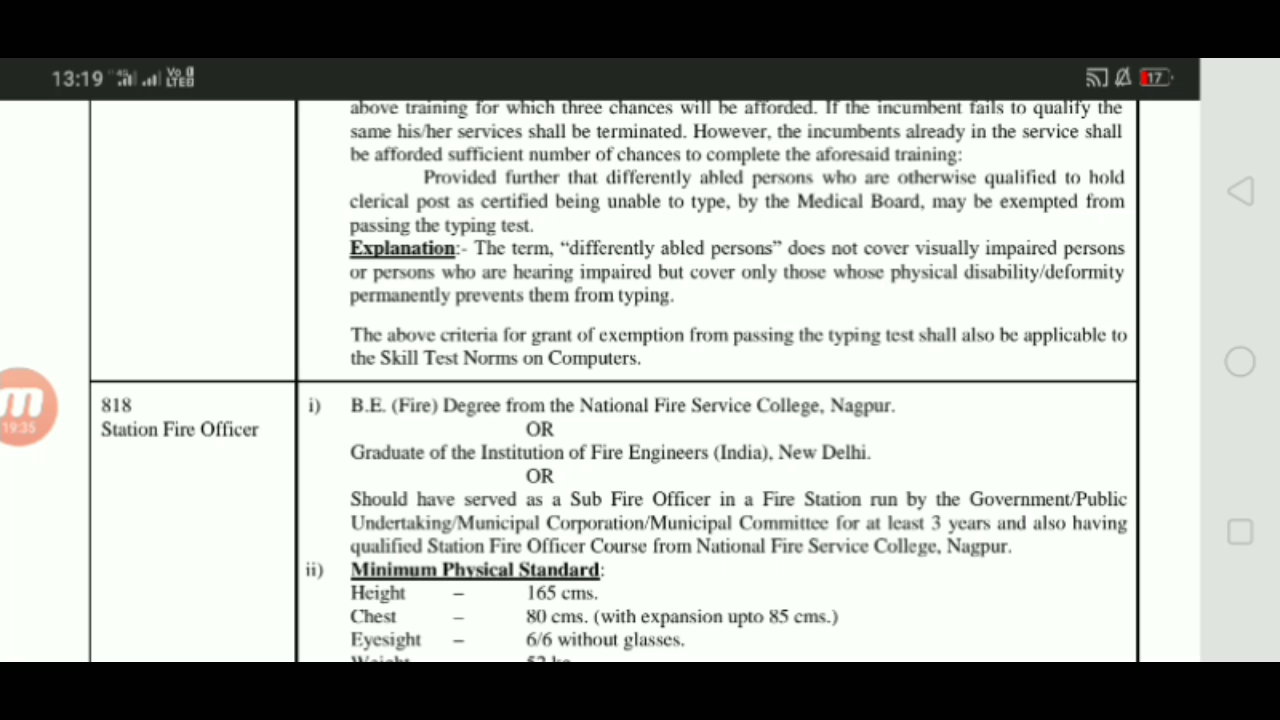 13:19
17
above training for which three chances will be afforded. If the incumbent fails to qualify the
same his/her services shall be terminated. However, the incumbents already in the service shall
be afforded sufficient number of chances to complete the aforesaid training:
Provided further that differently abled persons who are otherwise qualified to hold
clerical post as certified being unable to type, by the Medical Board, may be exempted from
passing the typing test.
Explanation:- The term, “differently abled persons” does not cover visually impaired persons
or persons who are hearing impaired but cover only those whose physical disability/deformity
permanently prevents them from typing.
The above criteria for grant of exemption from passing the typing test shall also be applicable to
the Skill Test Norms on Computers.
19:35
818
Station Fire Officer
i) B.E. (Fire) Degree from the National Fire Service College, Nagpur.
OR
Graduate of the Institution of Fire Engineers (India), New Delhi.
OR
Should have served as a Sub Fire Officer in a Fire Station run by the Government/Public
Undertaking/Municipal Corporation/Municipal Committee for at least 3 years and also having
qualified Station Fire Officer Course from National Fire Service College, Nagpur.
ii) Minimum Physical Standard:
Height – 165 cms.
Chest – 80 cms. (with expansion upto 85 cms.)
Eyesight – 6/6 without glasses.